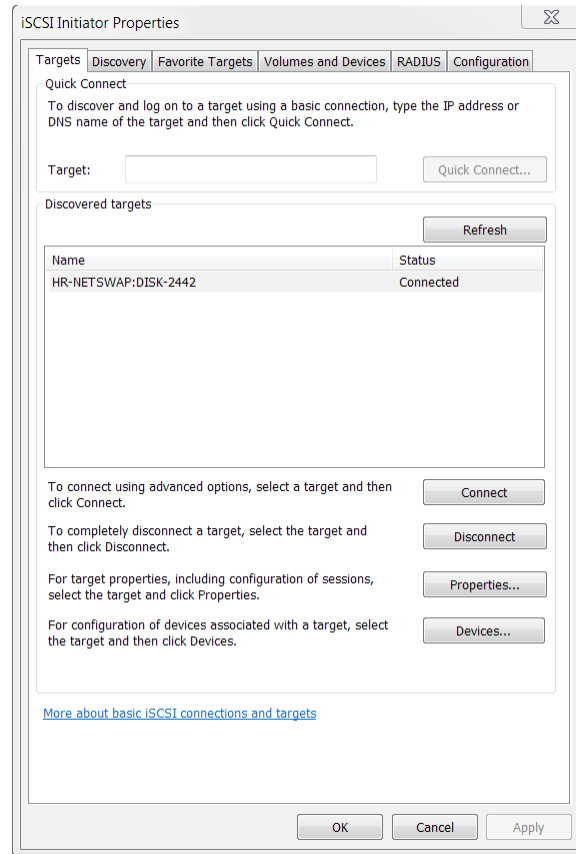 iSCSI Initiator Properties
Targets Discovery Favorite Targets Volumes and Devices RADIUS Configuration
Quick Connect
To discover and log on to a target using a basic connection, type the IP address or
DNS name of the target and then click Quick Connect.
Target: Quick Connect...
Discovered targets
Refresh
Name Status
HR-NETSWAP:DISK-2442 Connected
To connect using advanced options, select a target and then
click Connect.
Connect
To completely disconnect a target, select the target and
then click Disconnect.
Disconnect
For target properties, including configuration of sessions,
select the target and click Properties.
Properties...
For configuration of devices associated with a target, select
the target and then click Devices.
Devices...
More about basic iSCSI connections and targets
OK Cancel Apply